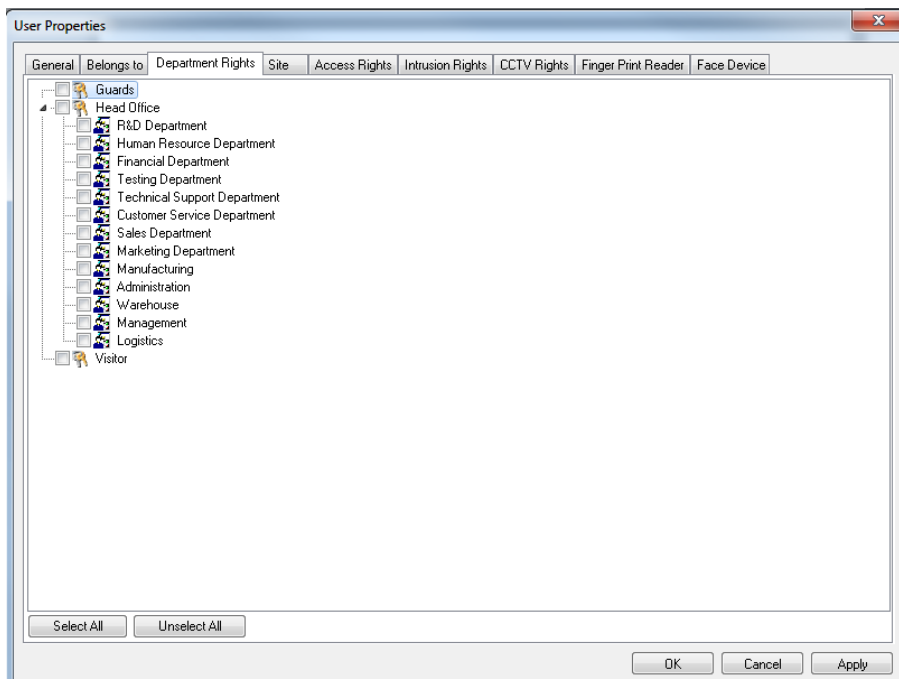 User Properties
General Belongs to Department Rights Site Access Rights Intrusion Rights CCTV Rights Finger Print Reader Face Device
Guards
Head Office
R&D Department
Human Resource Department
Financial Department
Testing Department
Technical Support Department
Customer Service Department
Sales Department
Marketing Department
Manufacturing
Administration
Warehouse
Management
Logistics
Visitor
Select All Unselect All
OK Cancel Apply